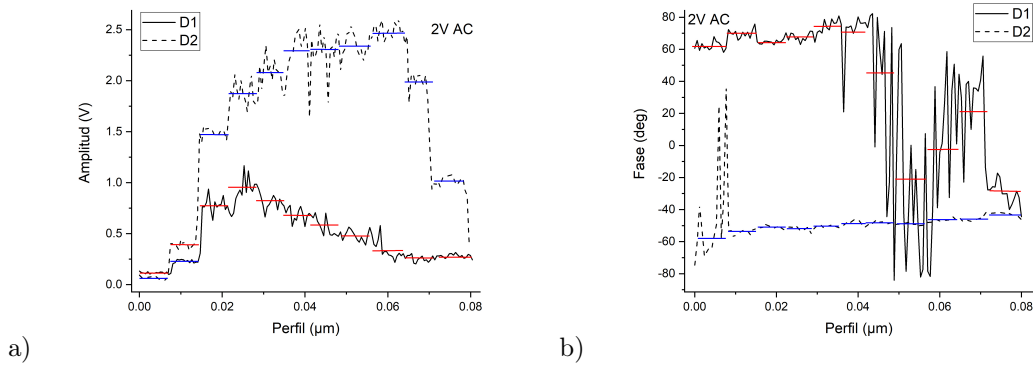 D1
D2
2V AC
Amplitud (V)
2.5
2.0
1.5
1.0
0.5
0.0
0.00 0.02 0.04 0.06 0.08
Perfil (µm)
a)
2V AC
D1
D2
Fase (deg)
80
60
40
20
0
-20
-40
-60
-80
0.00 0.02 0.04 0.06 0.08
Perfil (µm)
b)